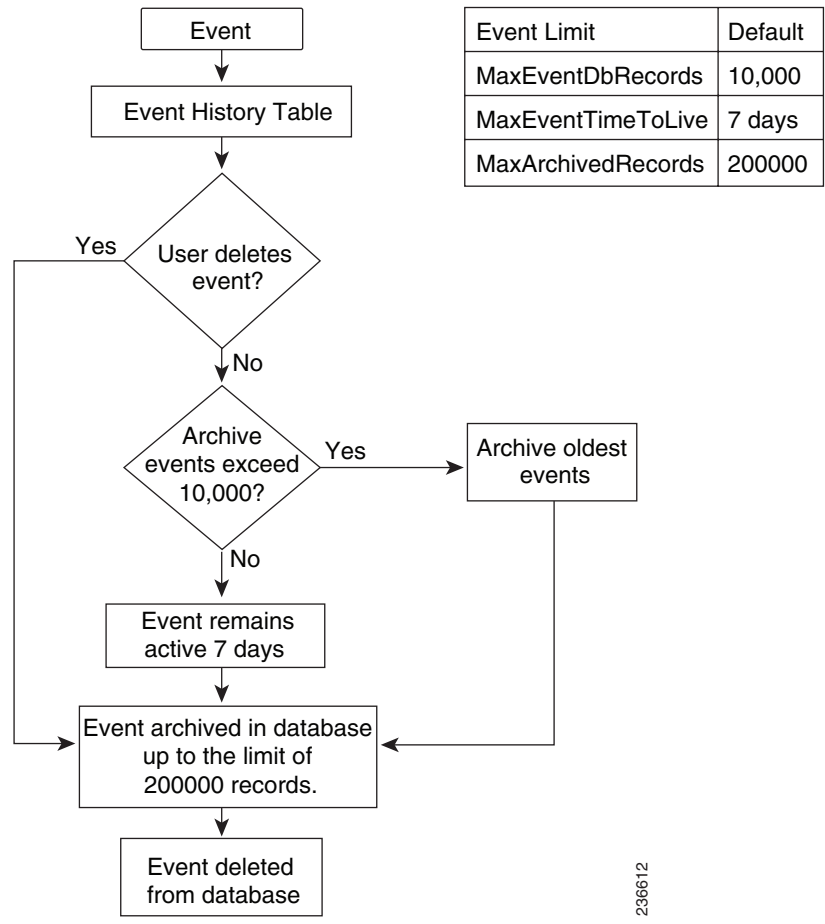 Event
Event History Table
Event Limit Default
MaxEventDbRecords 10,000
MaxEventTimeToLive 7 days
MaxArchivedRecords 200000
Yes
User deletes
event?
No
Archive
events exceed
10,000?
Yes
Archive oldest
events
No
Event remains
active 7 days
Event archived in database
up to the limit of
200000 records.
Event deleted
from database
236612